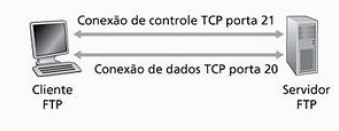 Conexão de controle TCP porta 21
Conexão de dados TCP porta 20
Cliente
FTP
Servidor
FTP